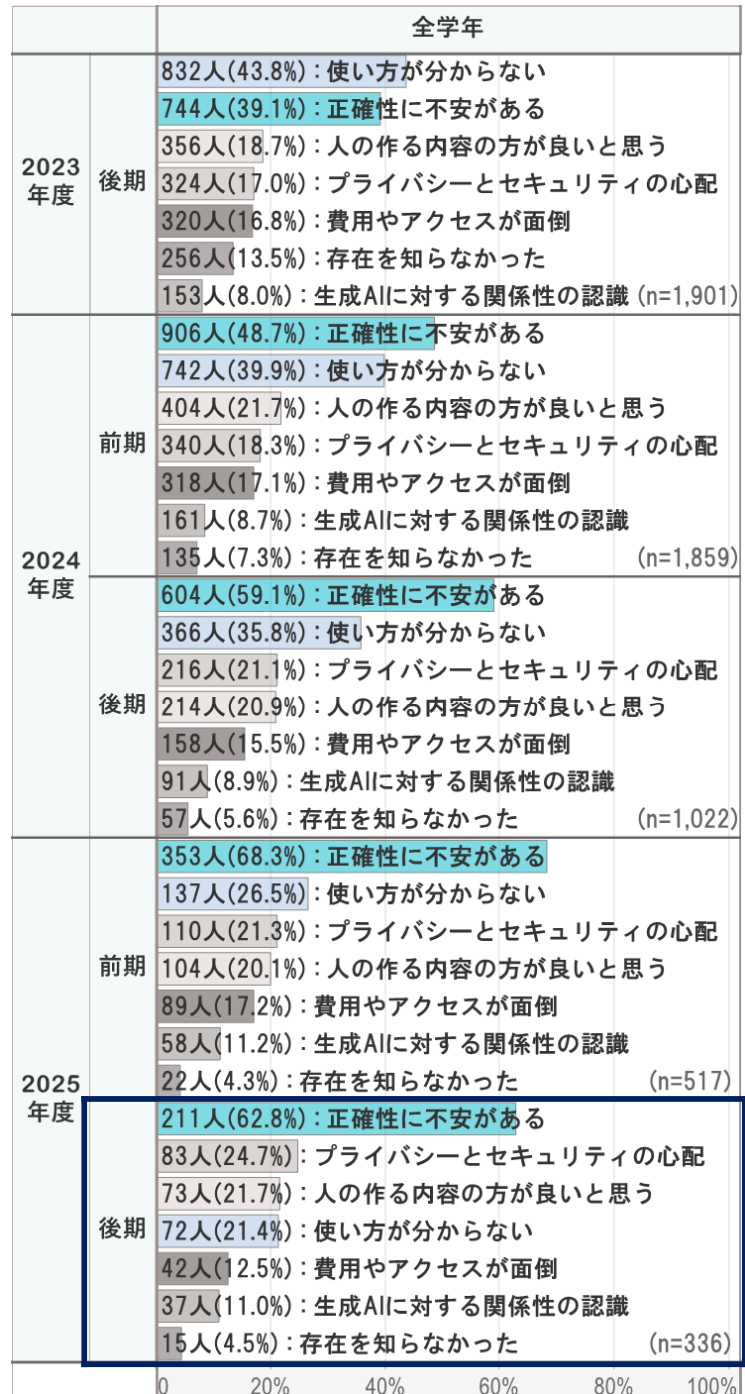 全学年
2023
年度
後期
832人(43.8%)：使い方が分からない
744人(39.1%)：正確性に不安がある
356人(18.7%)：人の作る内容の方が良いと思う
324人(17.0%)：プライバシーとセキュリティの心配
320人(16.8%)：費用やアクセスが面倒
256人(13.5%)：存在を知らなかった
153人(8.0%)：生成AIに対する関係性の認識 (n=1,901)
2024
年度
前期
906人(48.7%)：正確性に不安がある
742人(39.9%)：使い方が分からない
404人(21.7%)：人の作る内容の方が良いと思う
340人(18.3%)：プライバシーとセキュリティの心配
318人(17.1%)：費用やアクセスが面倒
161人(8.7%)：生成AIに対する関係性の認識
135人(7.3%)：存在を知らなかった (n=1,859)
後期
604人(59.1%)：正確性に不安がある
366人(35.8%)：使い方が分からない
216人(21.1%)：プライバシーとセキュリティの心配
214人(20.9%)：人の作る内容の方が良いと思う
158人(15.5%)：費用やアクセスが面倒
91人(8.9%)：生成AIに対する関係性の認識
57人(5.6%)：存在を知らなかった (n=1,022)
2025
年度
前期
353人(68.3%)：正確性に不安がある
137人(26.5%)：使い方が分からない
110人(21.3%)：プライバシーとセキュリティの心配
104人(20.1%)：人の作る内容の方が良いと思う
89人(17.2%)：費用やアクセスが面倒
58人(11.2%)：生成AIに対する関係性の認識
22人(4.3%)：存在を知らなかった (n=517)
後期
211人(62.8%)：正確性に不安がある
83人(24.7%)：プライバシーとセキュリティの心配
73人(21.7%)：人の作る内容の方が良いと思う
72人(21.4%)：使い方が分からない
42人(12.5%)：費用やアクセスが面倒
37人(11.0%)：生成AIに対する関係性の認識
15人(4.5%)：存在を知らなかった (n=336)
0 20% 40% 60% 80% 100%